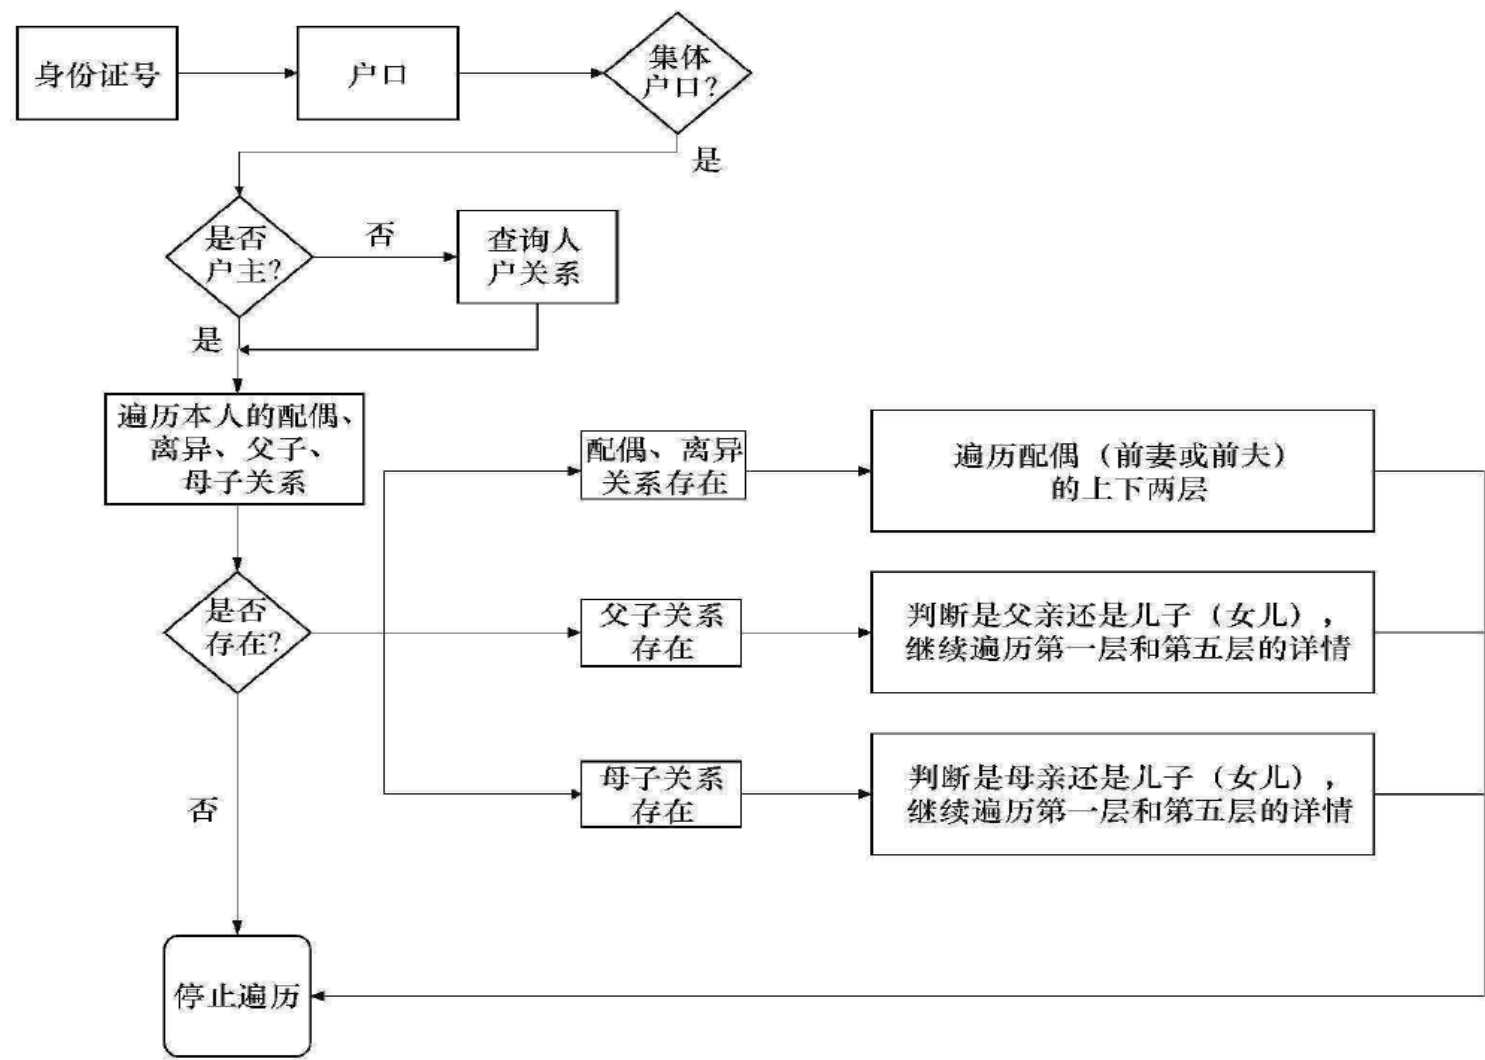 身份证号
户口
集体
户口?
是
是否
户主?
否
查询人
户关系
是
遍历本人的配偶、
离异、父子、
母子关系
配偶、离异
关系存在
遍历配偶（前妻或前夫）
的上下两层
是否
存在?
父子关系
存在
判断是父亲还是儿子（女儿），
继续遍历第一层和第五层的详情
母子关系
存在
判断是母亲还是儿子（女儿），
继续遍历第一层和第五层的详情
否
停止遍历